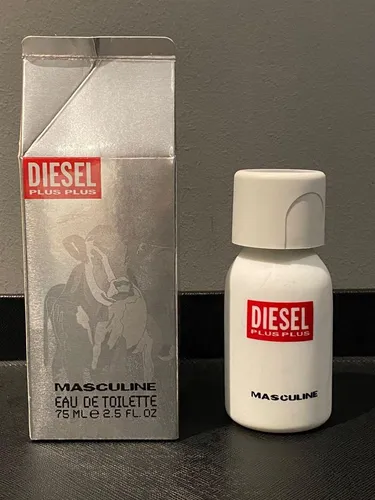 DIESEL
PLUS PLUS
MASCULINE
EAU DE TOILETTE
75 ML e 2.5 FL. OZ
DIESEL
PLUS PLUS
MASCULINE